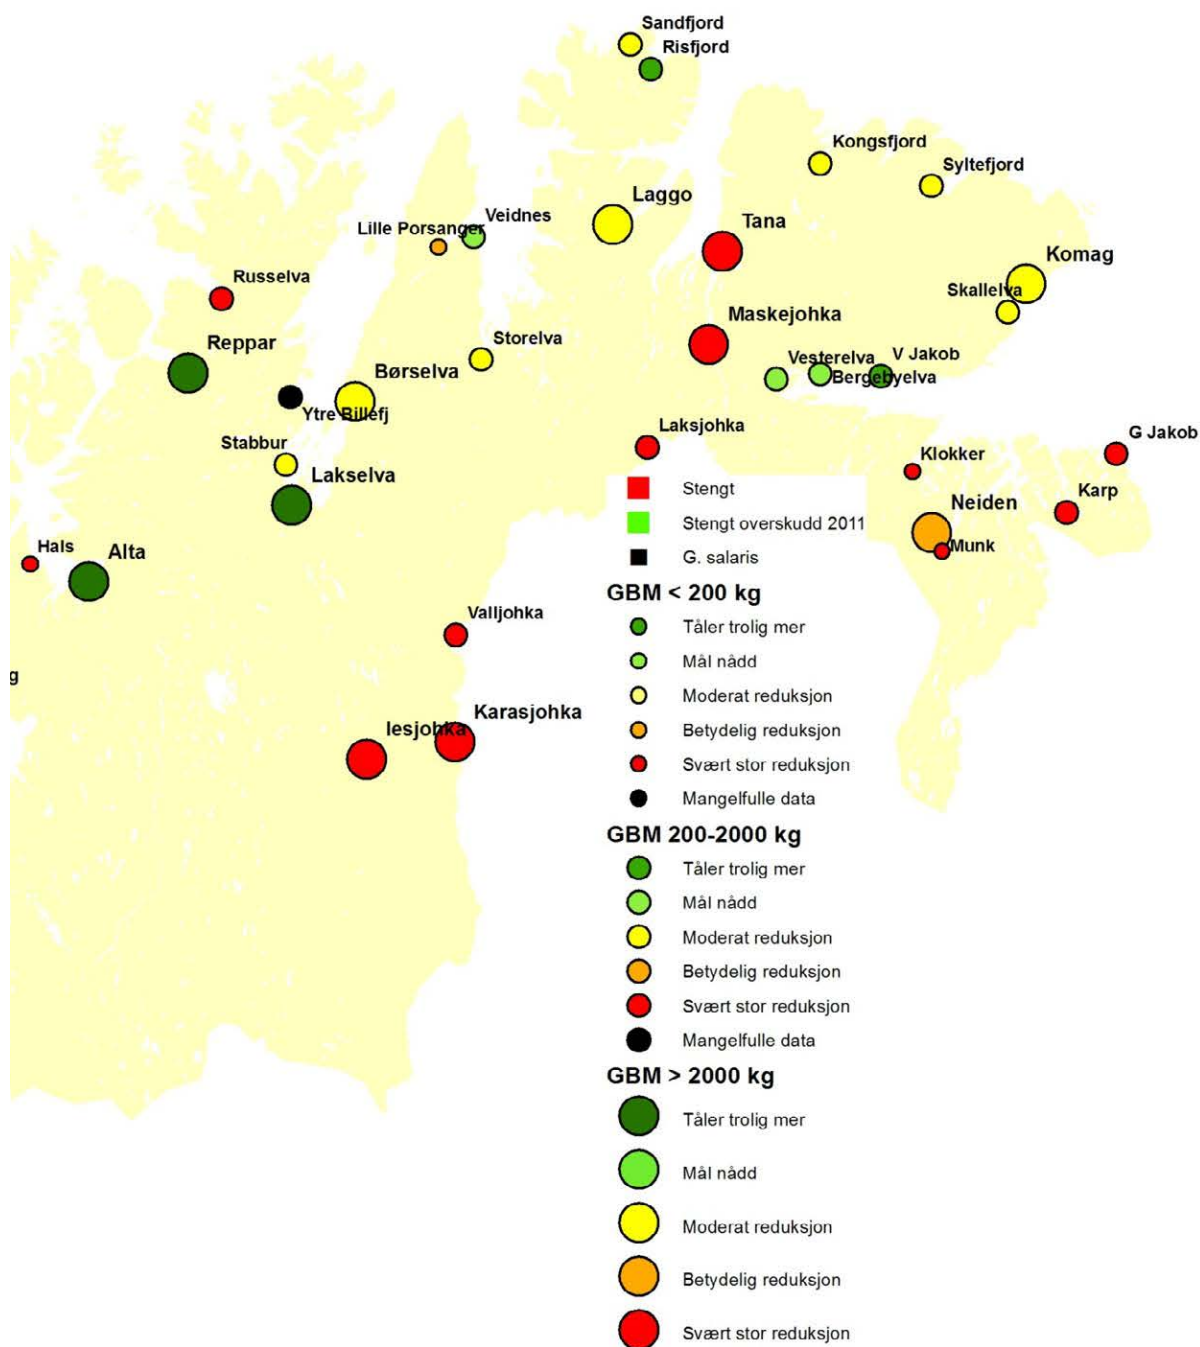 Sandfjord
Risfjord
Kongsfjord
Syltefjord
Laggo
Veidnes
Lille Porsanger
Tana
Komag
Russelva
Skallelva
Maskejohka
Storelva
Reppar
Børselva
Vesterelva
V Jakob
Bergebyelva
Ytre Billefj
Stabbur
Laksjohka
G Jakob
Klokker
Lakselva
Karp
Neiden
Hals
Alta
Munk
Valljohka
g
Karasjohka
Iesjohka
Stengt
Stengt overskudd 2011
G. salaris
GBM < 200 kg
Tåler trolig mer
Mål nådd
Moderat reduksjon
Betydelig reduksjon
Svært stor reduksjon
Mangelfulle data
GBM 200-2000 kg
Tåler trolig mer
Mål nådd
Moderat reduksjon
Betydelig reduksjon
Svært stor reduksjon
Mangelfulle data
GBM > 2000 kg
Tåler trolig mer
Mål nådd
Moderat reduksjon
Betydelig reduksjon
Svært stor reduksjon